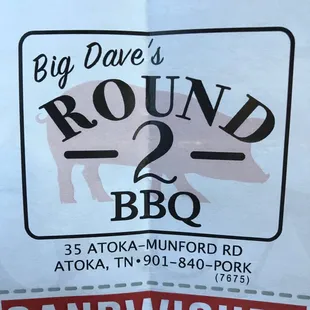 Big Dave's
ROUND
- 2 -
BBQ
35 ATOKA-MUNFORD RD
ATOKA, TN•901-840-PORK
(7675)